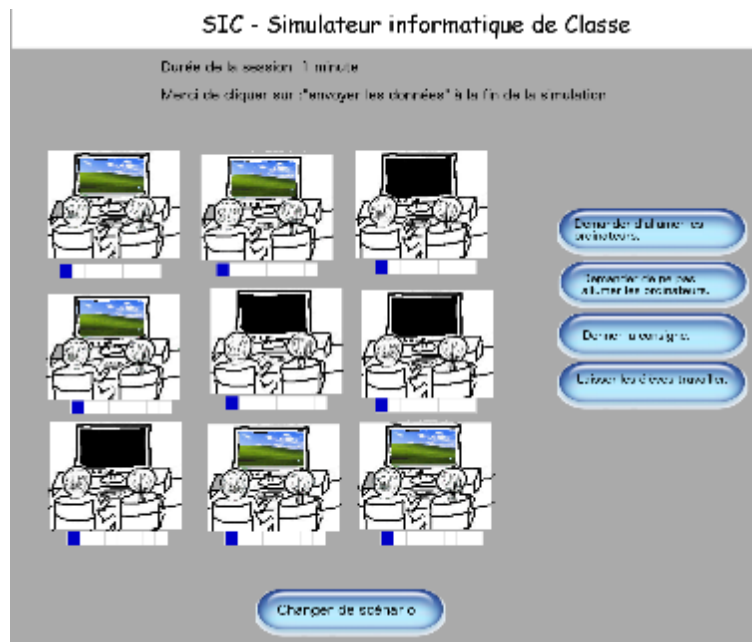 SIC - Simulateur informatique de Classe
Durée de la session 1 minute
Merci de cliquer sur :"envoyer les données" à la fin de la simulation
Demander d'allumer les
ordinateurs.
Demander de ne pas
allumer les ordinateurs.
Donner la consigne.
Laisser les élèves travailler.
Changer de scénario